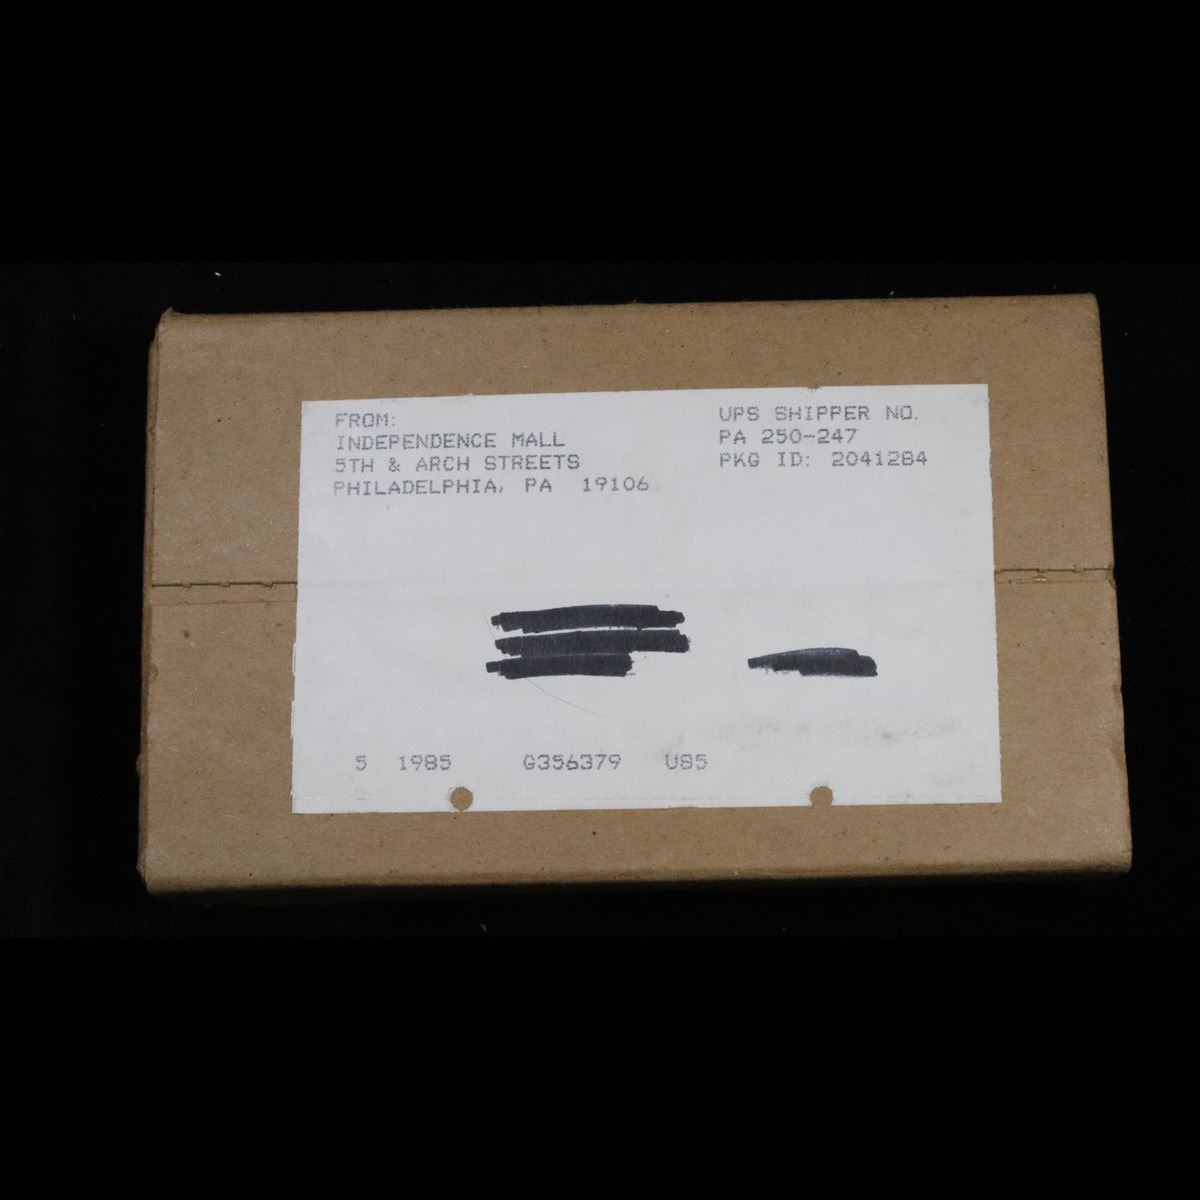 FROM:
INDEPENDENCE MALL
5TH & ARCH STREETS
PHILADELPHIA, PA 19106
UPS SHIPPER NO.
PA 250-247
PKG ID: 2041284
5 1985 G356379 U85